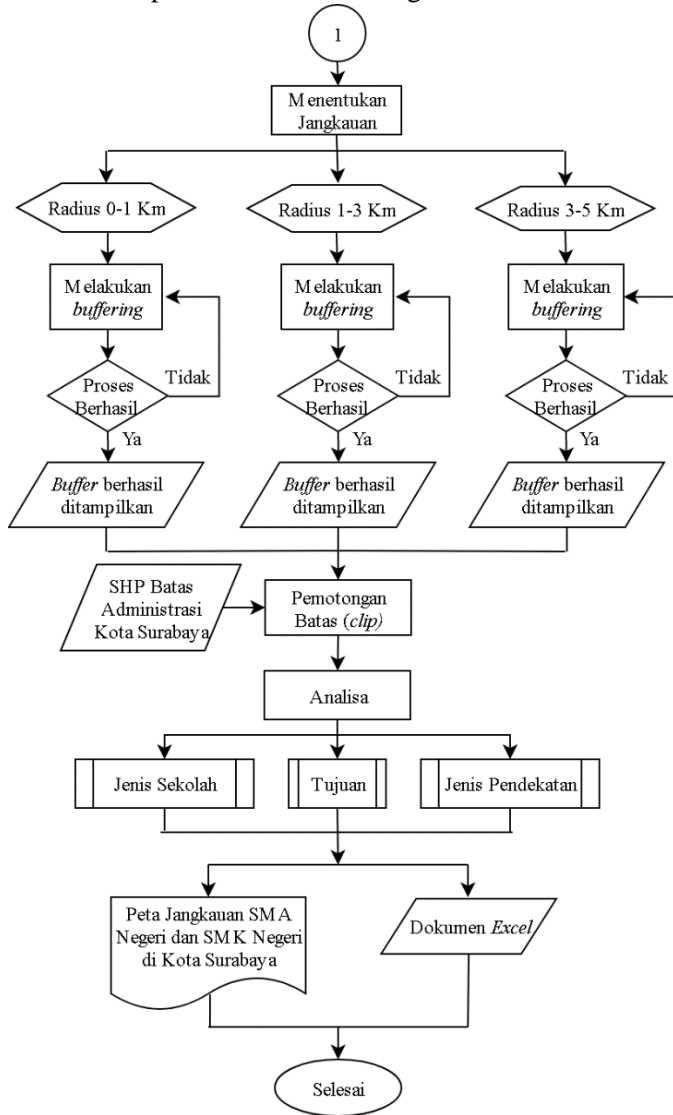 1
Menentukan
Jangkauan
Radius 0-1 Km
Radius 1-3 Km
Radius 3-5 Km
Melakukan
buffering
Melakukan
buffering
Melakukan
buffering
Proses
Berhasil
Tidak
Proses
Berhasil
Tidak
Proses
Berhasil
Tidak
Ya
Ya
Ya
Buffer berhasil
ditampilkan
Buffer berhasil
ditampilkan
Buffer berhasil
ditampilkan
SHP Batas
Administrasi
Kota Surabaya
Pemotongan
Batas (clip)
Analisa
Jenis Sekolah
Tujuan
Jenis Pendekatan
Peta Jangkauan SMA
Negeri dan SMK Negeri
di Kota Surabaya
Dokumen Excel
Selesai